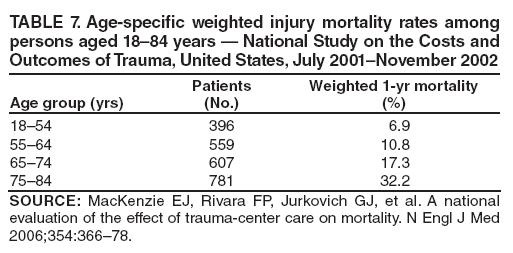 TABLE 7. Age-specific weighted injury mortality rates among
persons aged 18–84 years — National Study on the Costs and
Outcomes of Trauma, United States, July 2001–November 2002
Patients Weighted 1-yr mortality
Age group (yrs) (No.) (%)
18–54 396 6.9
55–64 559 10.8
65–74 607 17.3
75–84 781 32.2
SOURCE: MacKenzie EJ, Rivara FP, Jurkovich GJ, et al. A national
evaluation of the effect of trauma-center care on mortality. N Engl J Med
2006;354:366–78.